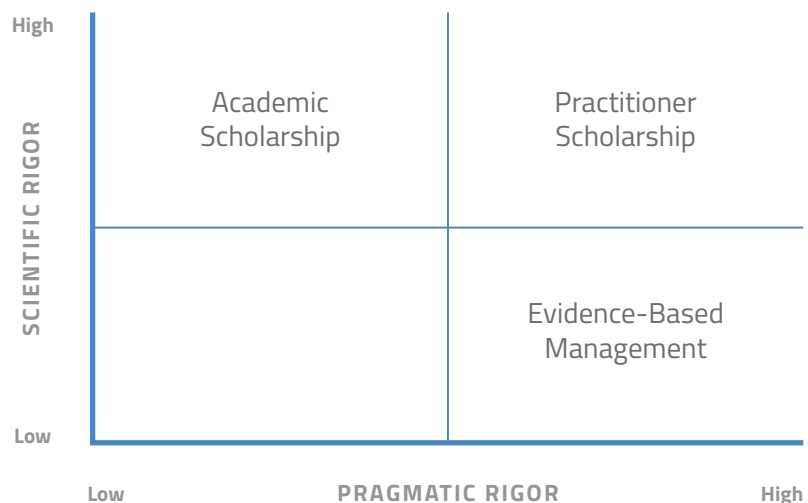 High
Academic
Scholarship
Practitioner
Scholarship
SCIENTIFIC RIGOR
Evidence-Based
Management
Low
Low
PRAGMATIC RIGOR
High